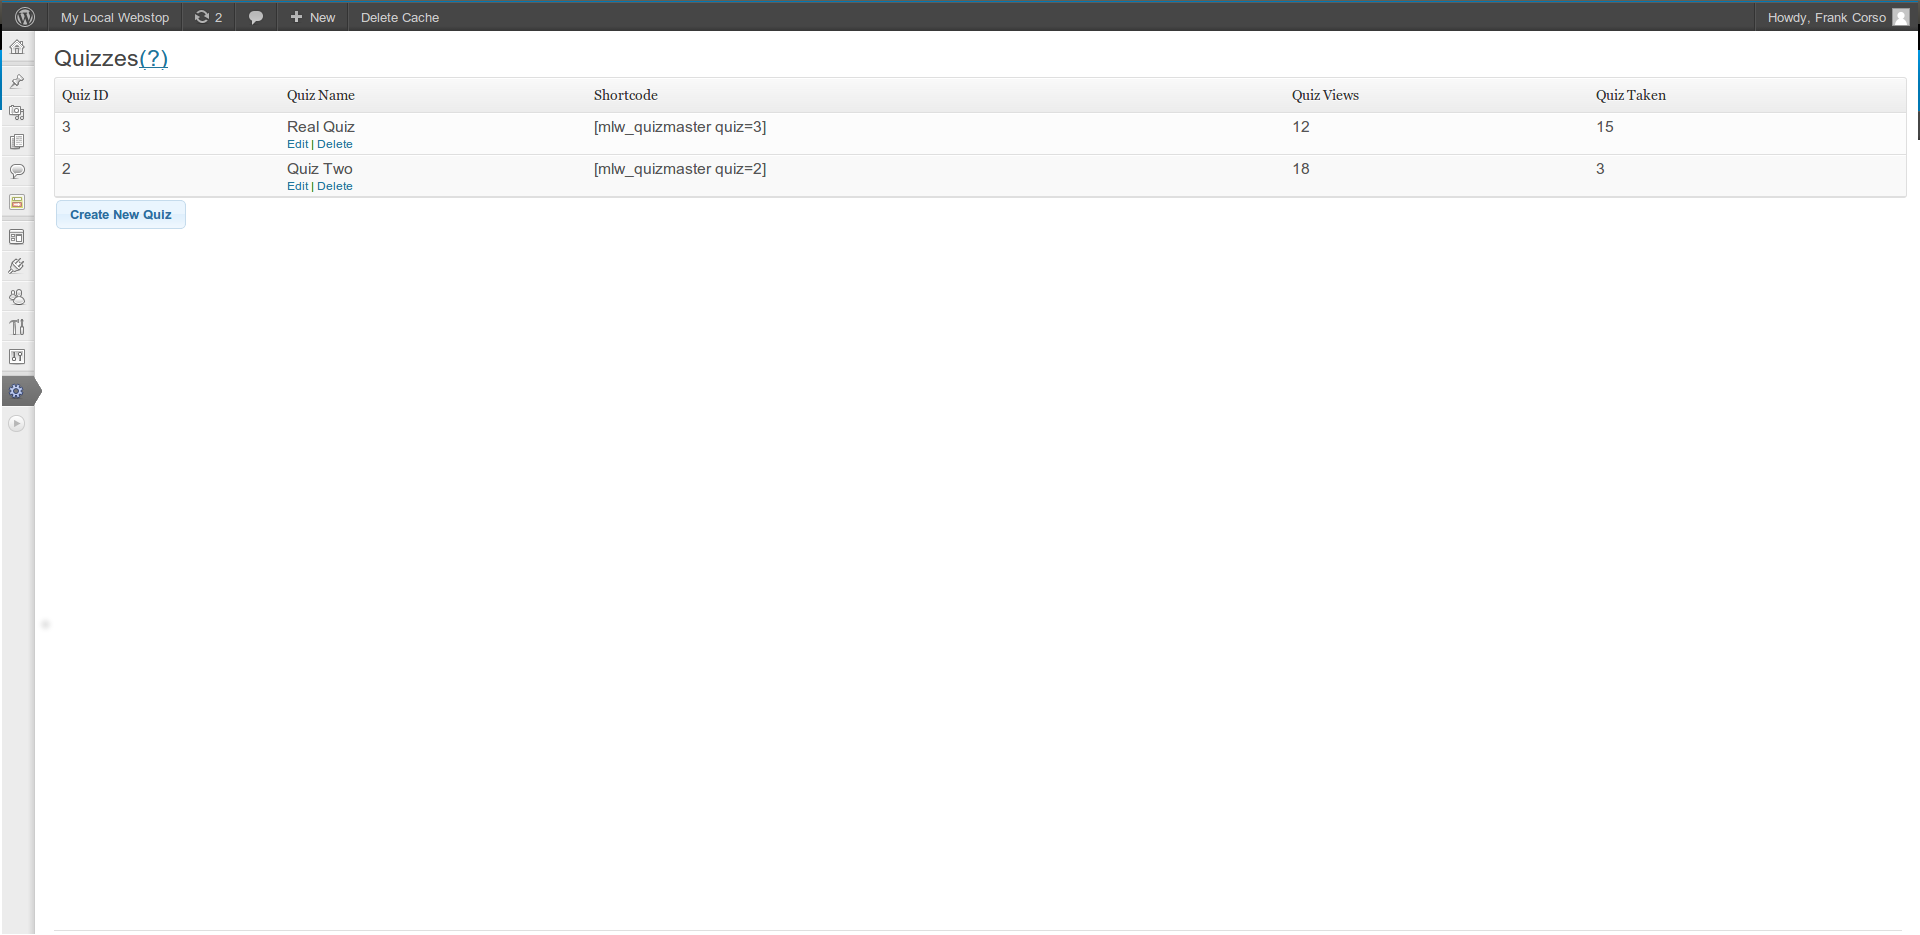 My Local Webstop 2 New Delete Cache Howdy, Frank Corso
Quizzes(?)
Quiz ID Quiz Name Shortcode Quiz Views Quiz Taken
3 Real Quiz [mlw_quizmaster quiz=3] 12 15
Edit | Delete
2 Quiz Two [mlw_quizmaster quiz=2] 18 3
Edit | Delete
Create New Quiz